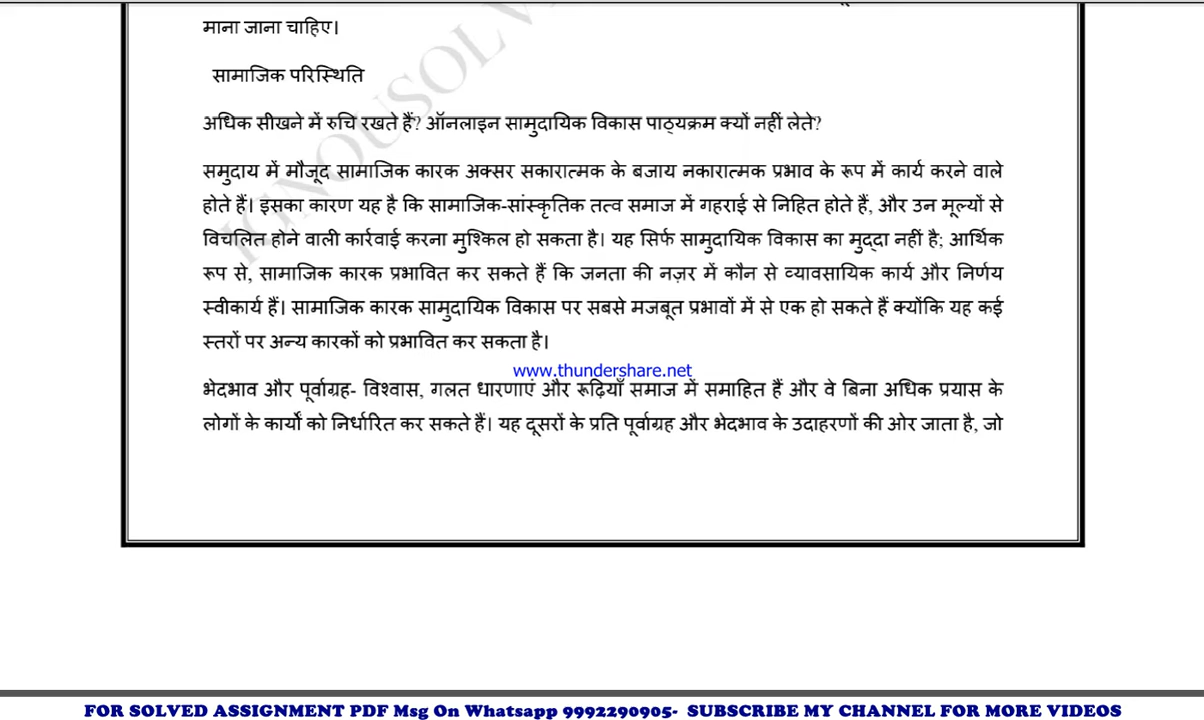 माना जाना चाहिए।
सामाजिक परिस्थिति
अधिक सीखने में रुचि रखते हैं? ऑनलाइन सामुदायिक विकास पाठ्यक्रम क्यों नहीं लेते?
समुदाय में मौजूद सामाजिक कारक अक्सर सकारात्मक के बजाय नकारात्मक प्रभाव के रूप में कार्य करने वाले
होते हैं। इसका कारण यह है कि सामाजिक-सांस्कृतिक तत्व समाज में गहराई से निहित होते हैं, और उन मूल्यों से
विचलित होने वाली कार्रवाई करना मुश्किल हो सकता है। यह सिर्फ सामुदायिक विकास का मुद्दा नहीं है; आर्थिक
रूप से, सामाजिक कारक प्रभावित कर सकते हैं कि जनता की नज़र में कौन से व्यावसायिक कार्य और निर्णय
स्वीकार्य हैं। सामाजिक कारक सामुदायिक विकास पर सबसे मजबूत प्रभावों में से एक हो सकते हैं क्योंकि यह कई
स्तरों पर अन्य कारकों को प्रभावित कर सकता है।
www.thundershare.net
भेदभाव और पूर्वाग्रह- विश्वास, गलत धारणाएं और रूढ़ियाँ समाज में समाहित हैं और वे बिना अधिक प्रयास के
लोगों के कार्यों को निर्धारित कर सकते हैं। यह दूसरों के प्रति पूर्वाग्रह और भेदभाव के उदाहरणों की ओर जाता है, जो
FOR SOLVED ASSIGNMENT PDF Msg On Whatsapp 9992290905- SUBSCRIBE MY CHANNEL FOR MORE VIDEOS